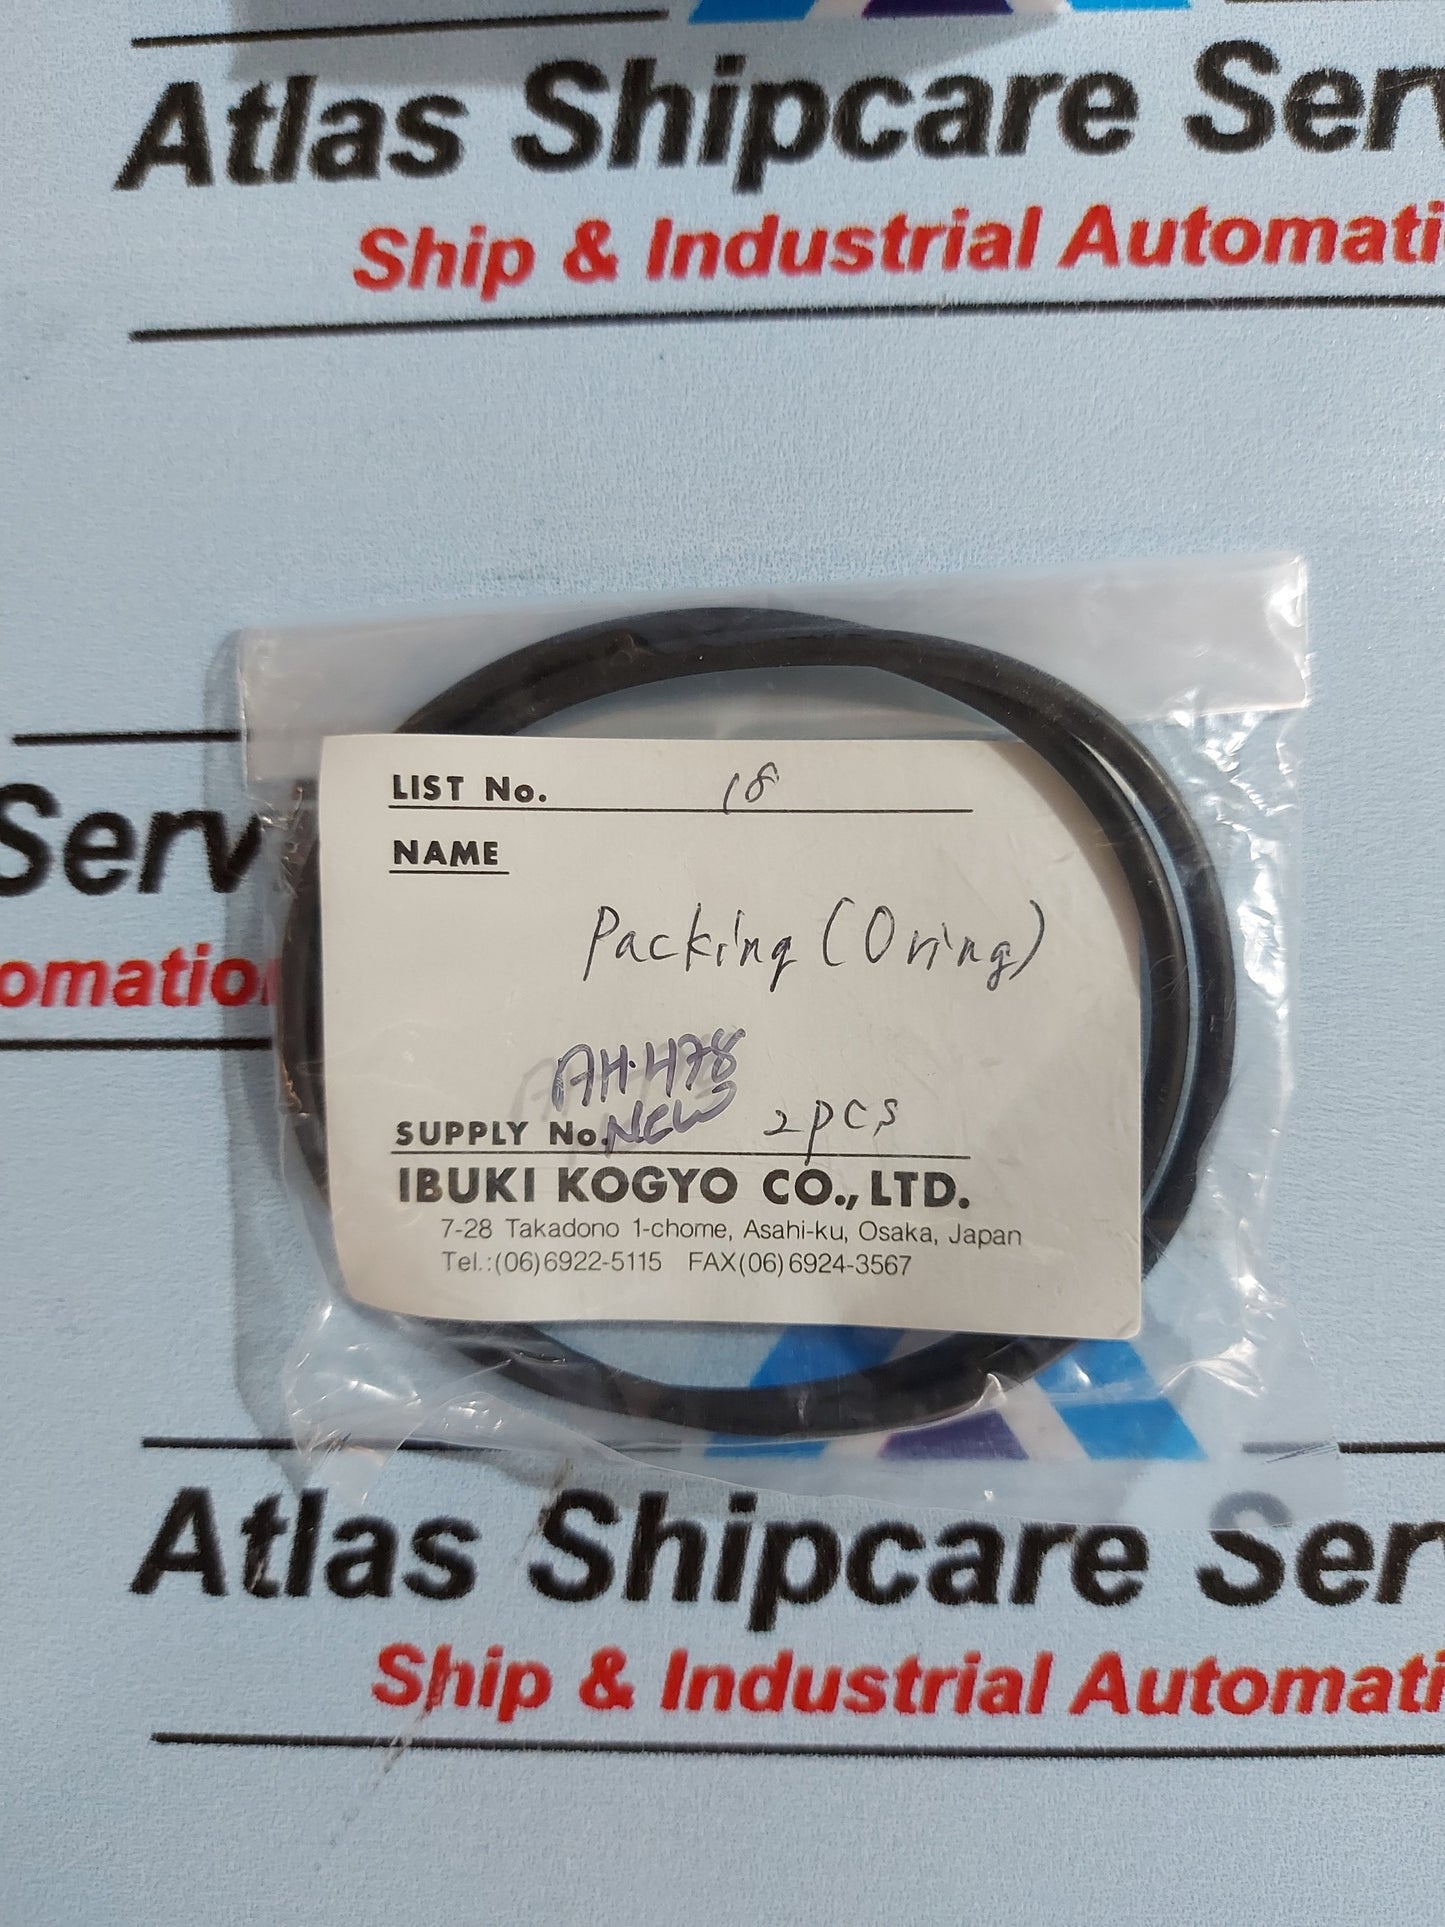 Atlas Shipcare Serv
Ship & Industrial Automati
Serv
omatio
LIST No. 18
NAME
Packing (O ring)
AH-478
NEW
SUPPLY No. 2pcs
IBUKI KOGYO CO., LTD.
7-28 Takadono 1-chome, Asahi-ku, Osaka, Japan
Tel.:(06)6922-5115 FAX(06)6924-3567
Atlas Shipcare Ser
Ship & Industrial Automati